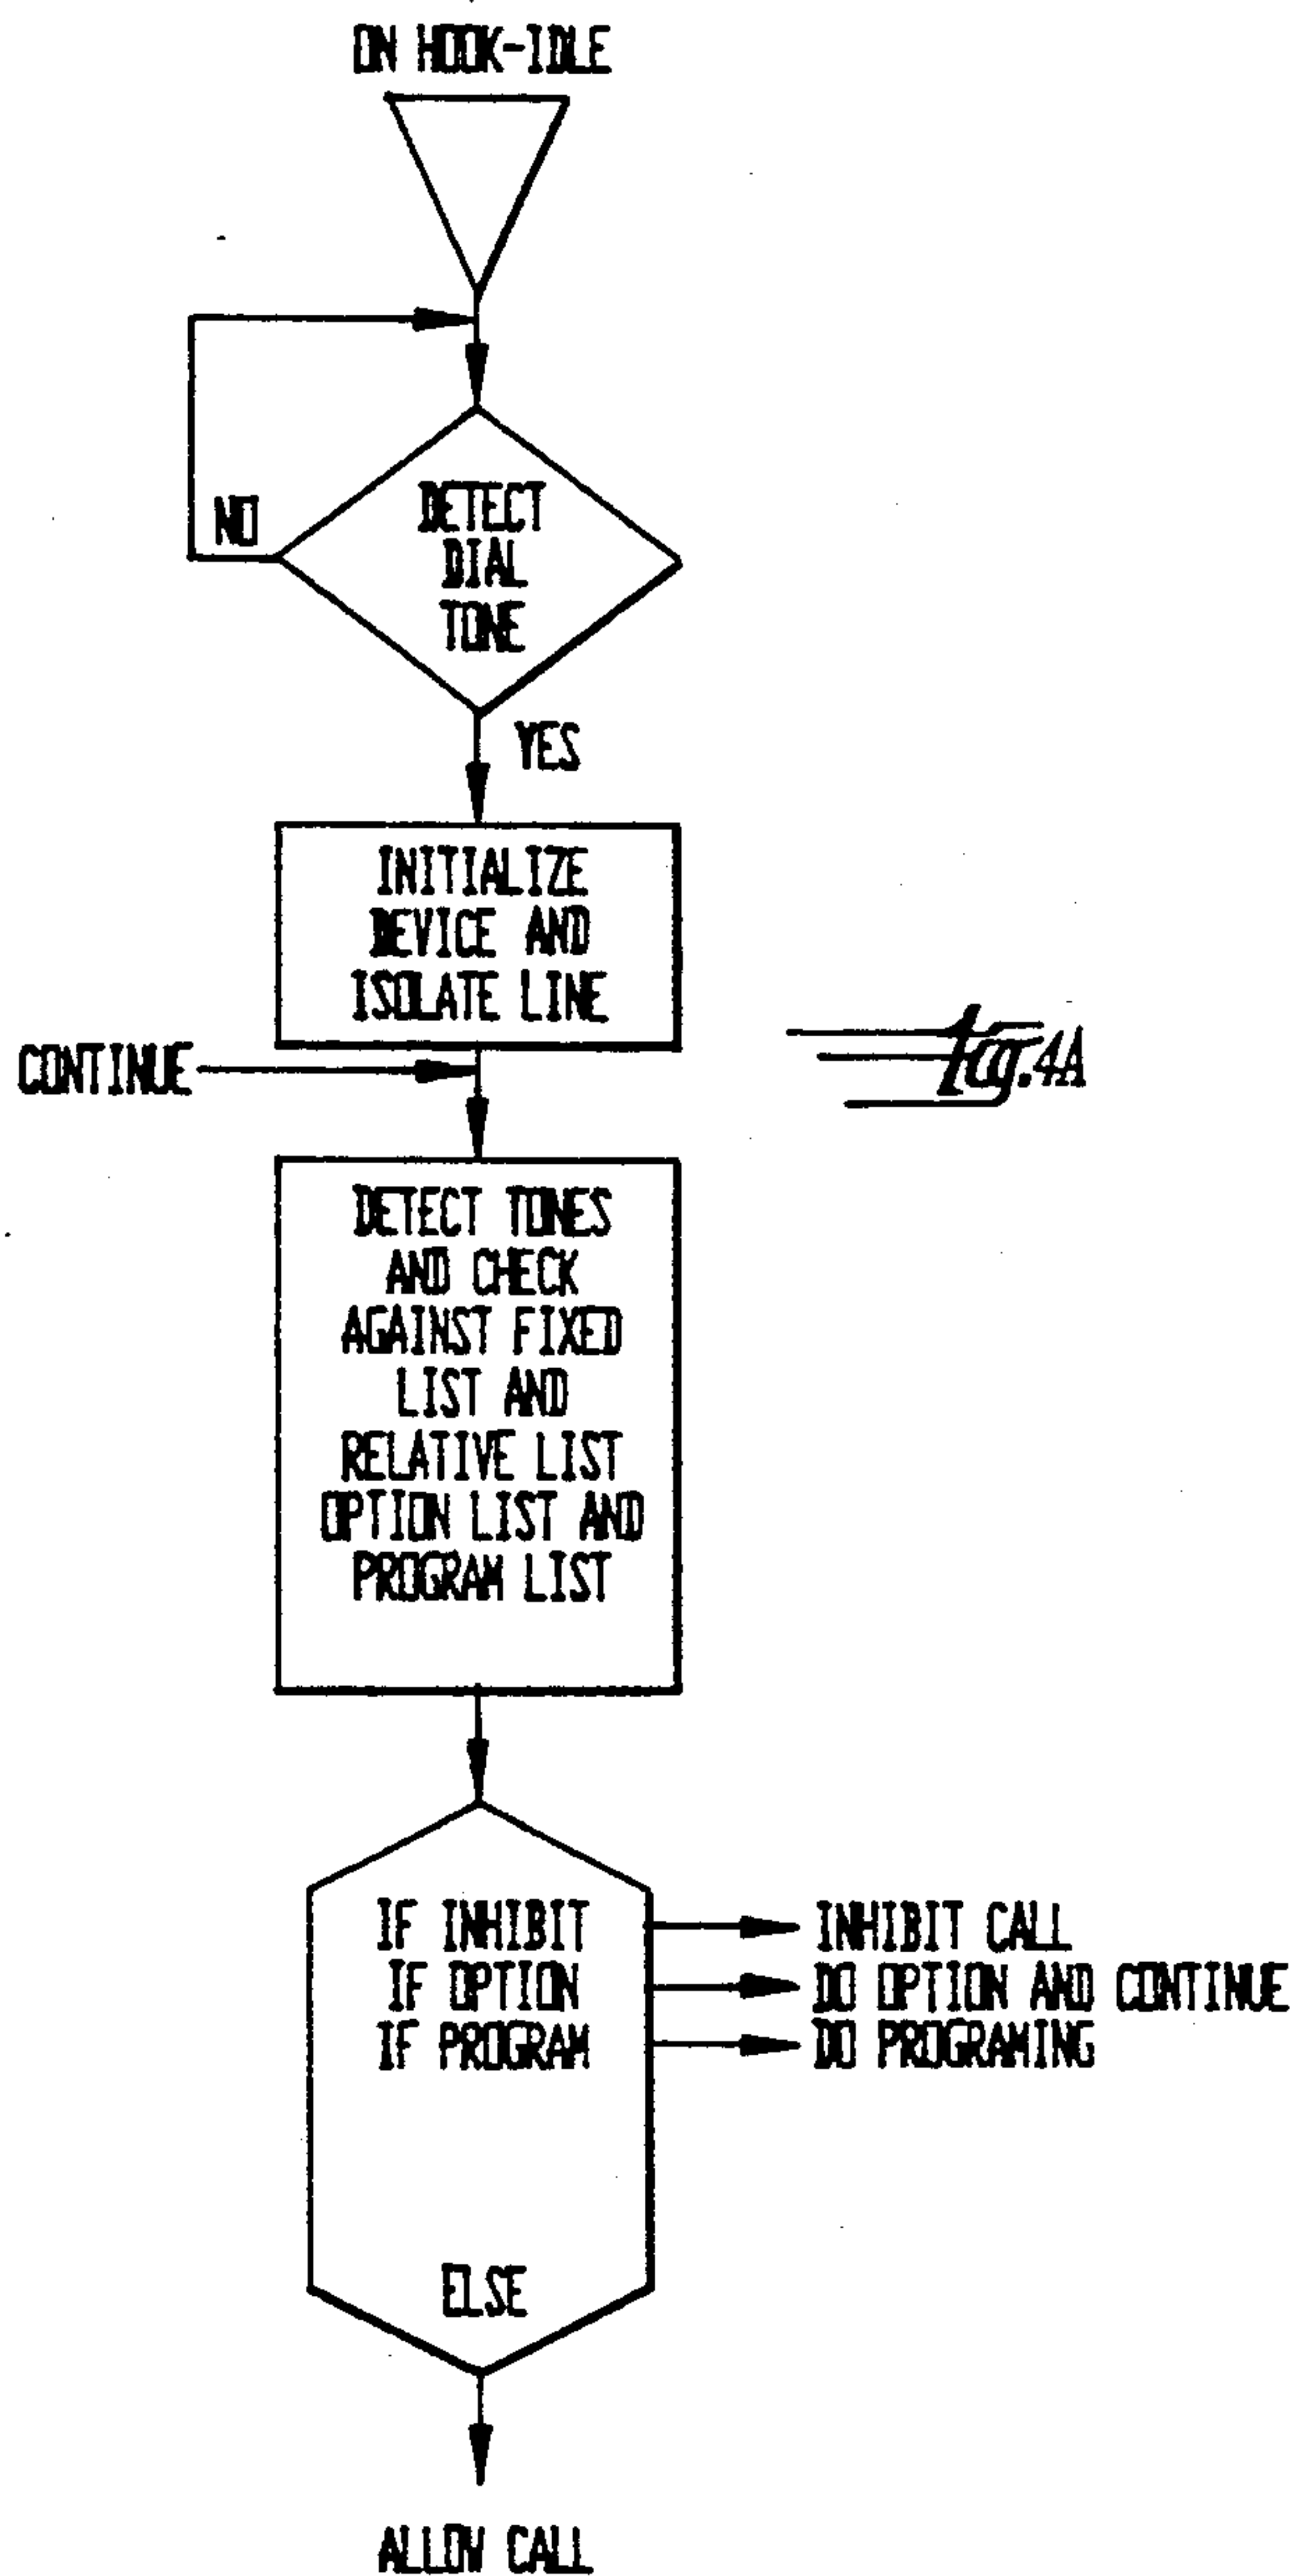 ON HOOK-IDLE
NO
DETECT
DIAL
TONE
YES
INITIALIZE
DEVICE AND
ISOLATE LINE
CONTINUE
Fig. 4A
DETECT TONES
AND CHECK
AGAINST FIXED
LIST AND
RELATIVE LIST
OPTION LIST AND
PROGRAM LIST
IF INHIBIT
INHIBIT CALL
IF OPTION
DO OPTION AND CONTINUE
IF PROGRAM
DO PROGRAMING
ELSE
ALLOW CALL